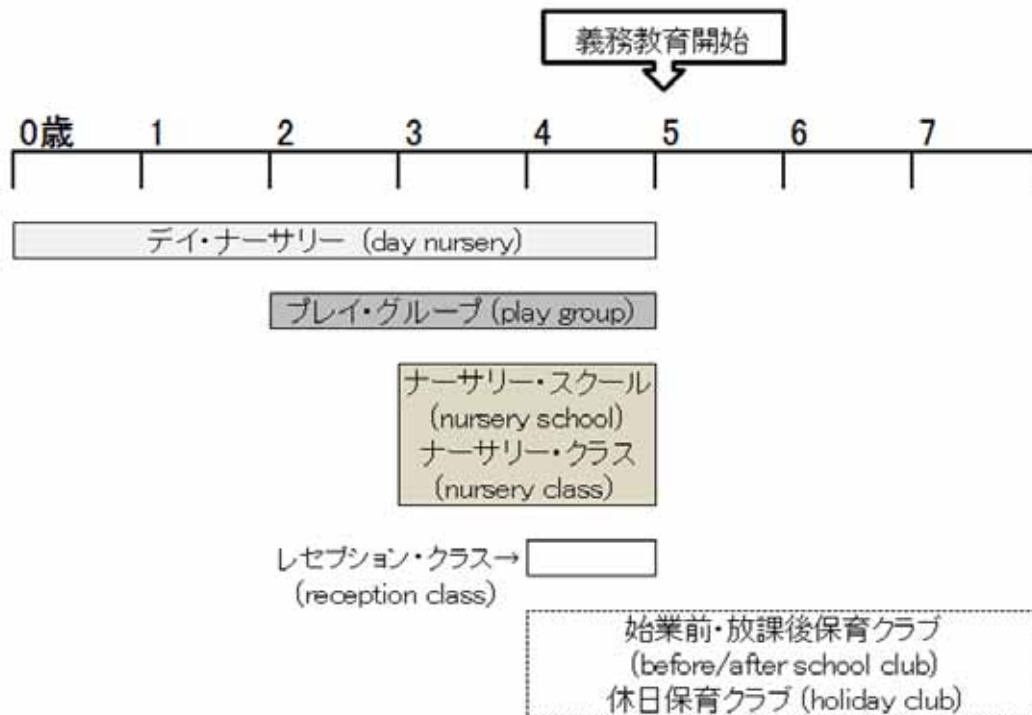 義務教育開始
0歳 1 2 3 4 5 6 7
デイ・ナーサリー (day nursery)
プレイ・グループ (play group)
ナーサリー・スクール
(nursery school)
ナーサリー・クラス
(nursery class)
レセプション・クラス→
(reception class)
始業前・放課後保育クラブ
(before/after school club)
休日保育クラブ (holiday club)